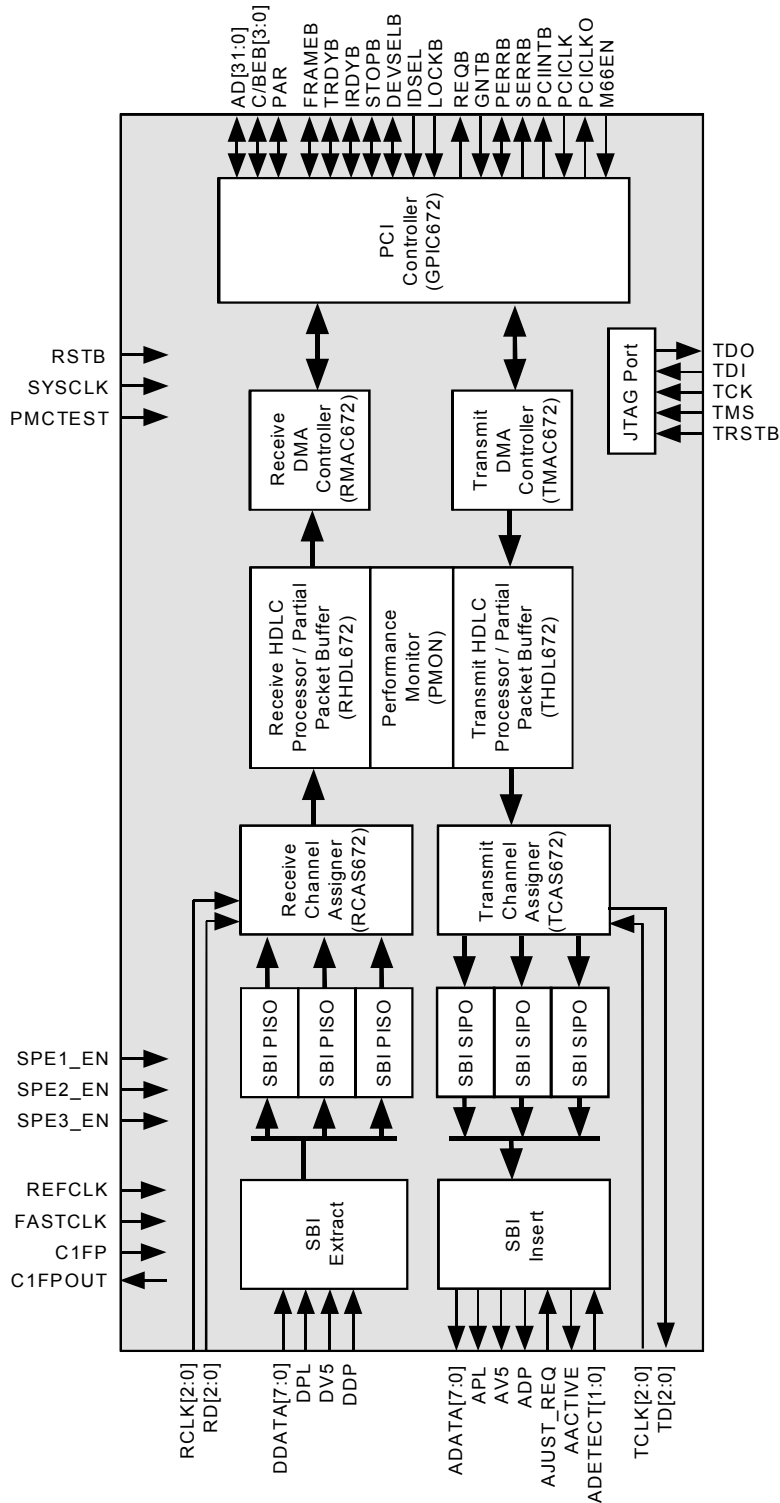 AD[31:0]
C/BEB[3:0]
PAR
FRAMEB
TRDYB
IRDYB
STOPB
DEVSELB
IDSEL
LOCKB
REQB
GNTB
PERRB
SERRB
PCIINTB
PCICLK
PCICLKO
M66EN
PCI
Controller
(GPIC672)
RSTB
SYSCLK
PMCTEST
Receive
DMA
Controller
(RMAC672)
Transmit
DMA
Controller
(TMAC672)
JTAG Port
TDO
TDI
TCK
TMS
TRSTB
Receive HDLC
Processor / Partial
Packet Buffer
(RHDL672)
Performance
Monitor
(PMON)
Transmit HDLC
Processor / Partial
Packet Buffer
(THDL672)
Receive
Channel
Assigner
(RCAS672)
Transmit
Channel
Assigner
(TCAS672)
SBI PISO
SBI PISO
SBI PISO
SBI SIPO
SBI SIPO
SBI SIPO
SPE1_EN
SPE2_EN
SPE3_EN
REFCLK
FASTCLK
C1FP
C1FPOUT
SBI
Extract
SBI
Insert
RCLK[2:0]
RD[2:0]
DDATA[7:0]
DPL
DV5
DDP
ADATA[7:0]
APL
AV5
ADP
AJUST_REQ
AACTIVE
ADETECT[1:0]
TCLK[2:0]
TD[2:0]